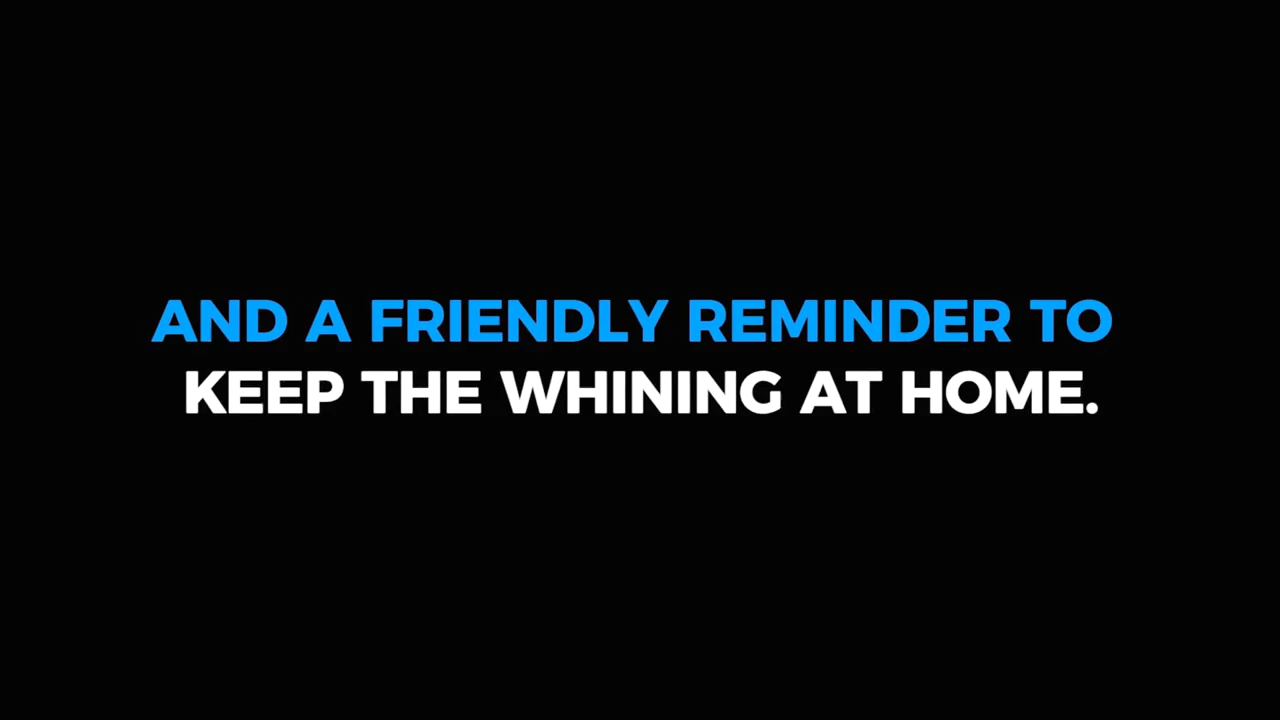 AND A FRIENDLY REMINDER TO
KEEP THE WHINING AT HOME.